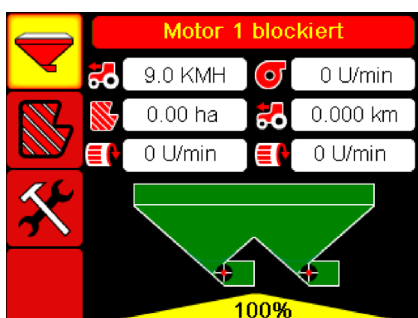 Motor 1 blockiert
9.0 KMH 0 U/min
0.00 ha 0.000 km
0 U/min 0 U/min
100%